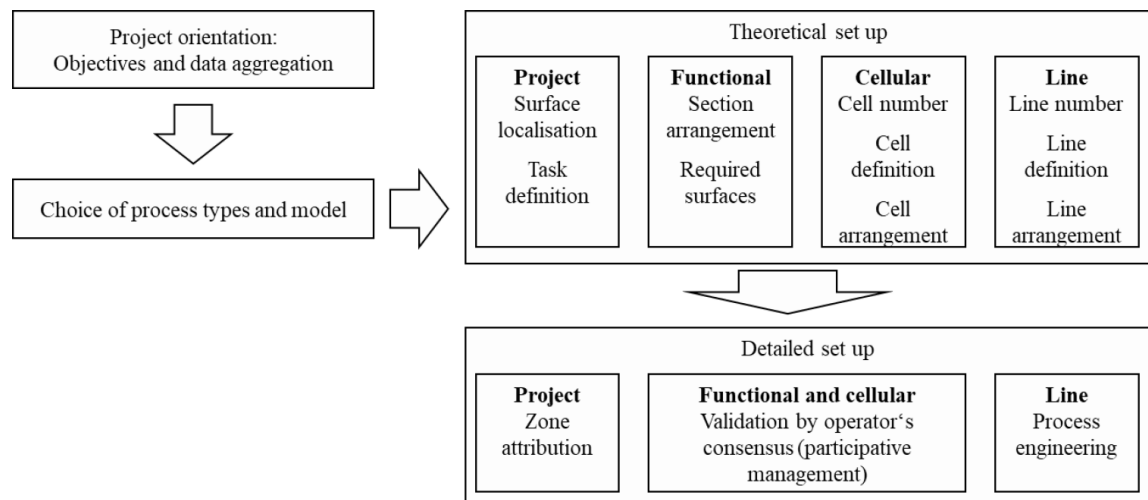 Project orientation:
Objectives and data aggregation
Choice of process types and model
Theoretical set up
Project
Surface
localisation
Task
definition
Functional
Section
arrangement
Required
surfaces
Cellular
Cell number
Cell
definition
Cell
arrangement
Line
Line number
Line
definition
Line
arrangement
Detailed set up
Project
Zone
attribution
Functional and cellular
Validation by operator‘s
consensus (participative
management)
Line
Process
engineering